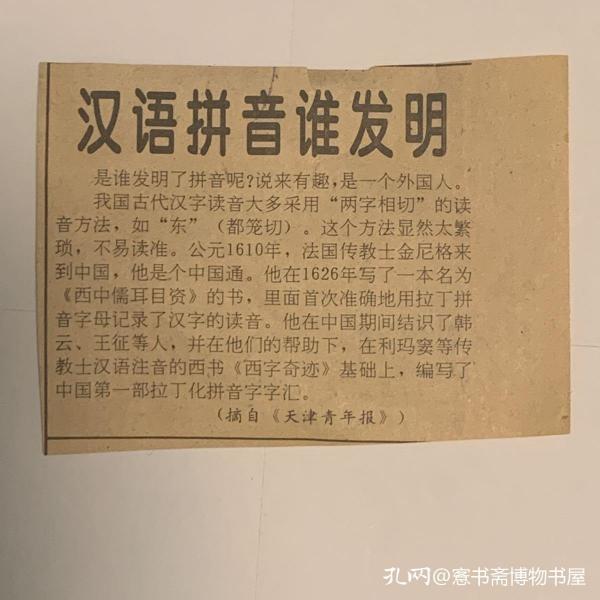 汉语拼音谁发明
是谁发明了拼音呢?说来有趣,是一个外国人。
我国古代汉字读音大多采用“两字相切”的读
音方法,如“东”(都笼切)。这个方法显然太繁
琐,不易读准。公元1610年,法国传教士金尼格来
到中国,他是个中国通。他在1626年写了一本名为
《西中儒耳目资》的书,里面首次准确地用拉丁拼
音字母记录了汉字的读音。他在中国期间结识了韩
云、王征等人,并在他们的帮助下,在利玛窦等传
教士汉语注音的西书《西字奇迹》基础上,编写了
中国第一部拉丁化拼音字字汇。
(摘自《天津青年报》)
孔网@寋书斋博物书屋